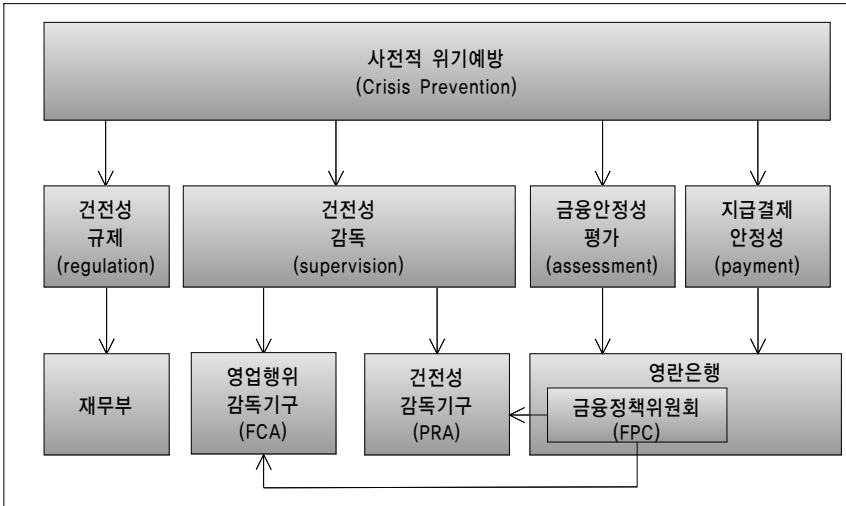 사전적 위기예방
(Crisis Prevention)
건전성
규제
(regulation)
건전성
감독
(supervision)
금융안정성
평가
(assessment)
지급결제
안정성
(payment)
재무부
영업행위
감독기구
(FCA)
건전성
감독기구
(PRA)
영란은행
금융정책위원회
(FPC)